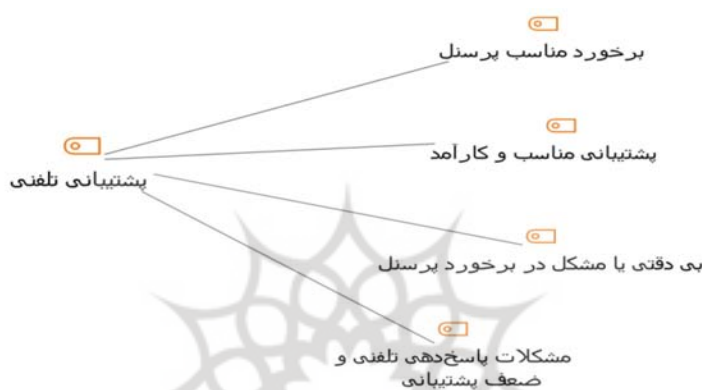 برخورد مناسب پرسنل
پشتیبانی مناسب و کارآمد
پشتیبانی تلفنی
بی دقتی یا مشکل در برخورد پرسنل
مشکلات پاسخ‌دهی تلفنی و
ضعف پشتیبانی